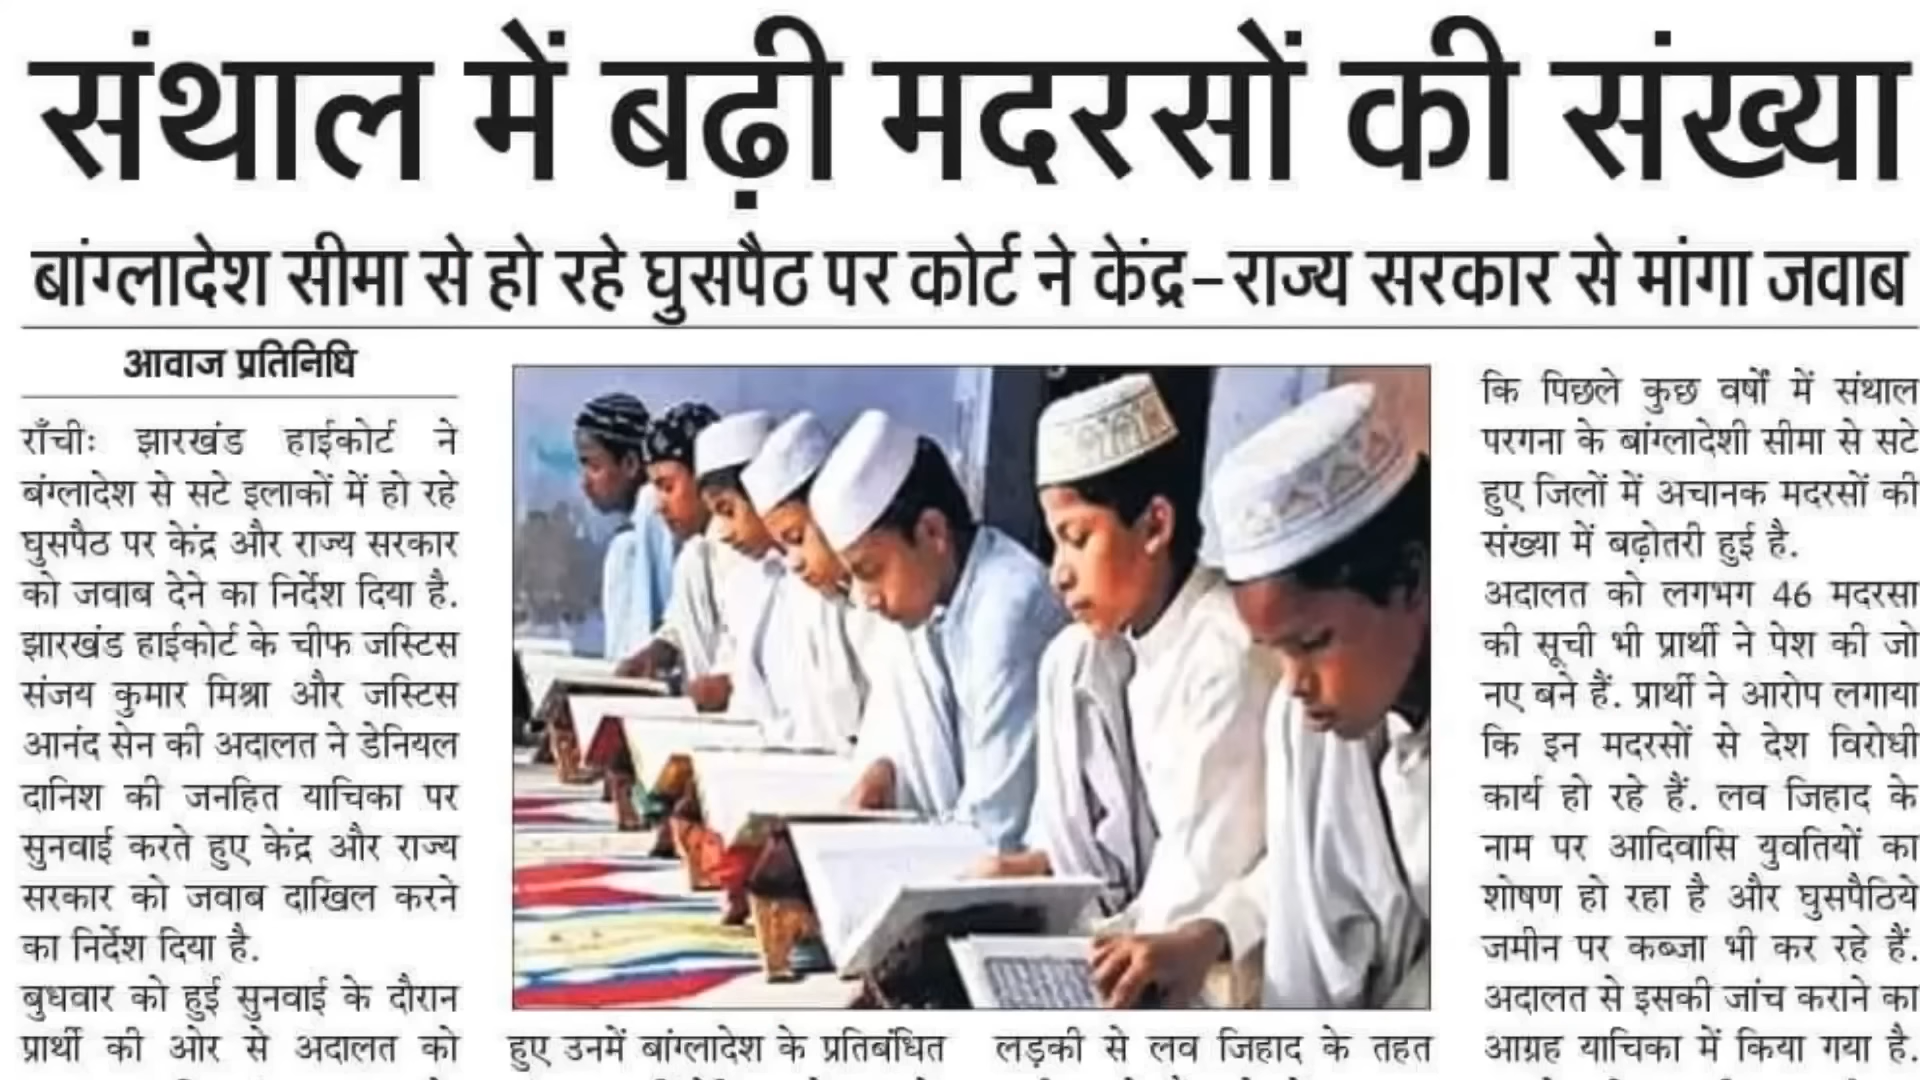 संथाल में बढ़ी मदरसों की संख्या
बांग्लादेश सीमा से हो रहे घुसपैठ पर कोर्ट ने केंद्र-राज्य सरकार से मांगा जवाब
आवाज प्रतिनिधि
राँचीः झारखंड हाईकोर्ट ने
बंग्लादेश से सटे इलाकों में हो रहे
घुसपैठ पर केंद्र और राज्य सरकार
को जवाब देने का निर्देश दिया है.
झारखंड हाईकोर्ट के चीफ जस्टिस
संजय कुमार मिश्रा और जस्टिस
आनंद सेन की अदालत ने डेनियल
दानिश की जनहित याचिका पर
सुनवाई करते हुए केंद्र और राज्य
सरकार को जवाब दाखिल करने
का निर्देश दिया है.
बुधवार को हुई सुनवाई के दौरान
प्रार्थी की ओर से अदालत को
हुए उनमें बांग्लादेश के प्रतिबंधित
लड़की से लव जिहाद के तहत
कि पिछले कुछ वर्षों में संथाल
परगना के बांग्लादेशी सीमा से सटे
हुए जिलों में अचानक मदरसों की
संख्या में बढ़ोतरी हुई है.
अदालत को लगभग 46 मदरसा
की सूची भी प्रार्थी ने पेश की जो
नए बने हैं. प्रार्थी ने आरोप लगाया
कि इन मदरसों से देश विरोधी
कार्य हो रहे हैं. लव जिहाद के
नाम पर आदिवासि युवतियों का
शोषण हो रहा है और घुसपैठिये
जमीन पर कब्जा भी कर रहे हैं.
अदालत से इसकी जांच कराने का
आग्रह याचिका में किया गया है.